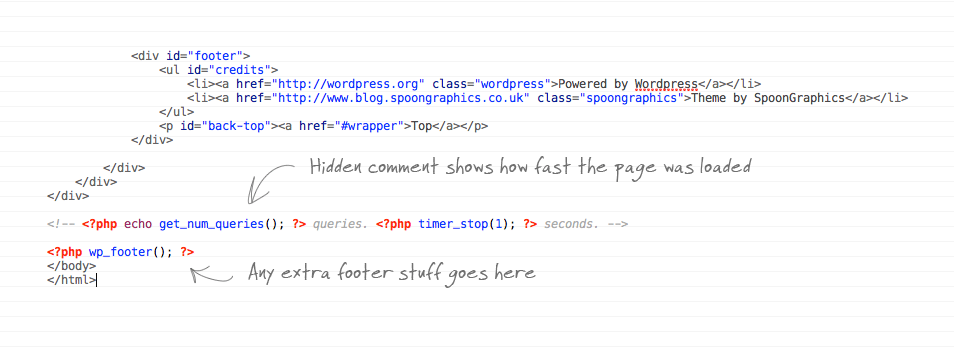 <div id="footer">
<ul id="credits">
<li><a href="http://wordpress.org" class="wordpress">Powered by Wordpress</a></li>
<li><a href="http://www.blog.spoongraphics.co.uk" class="spoongraphics">Theme by SpoonGraphics</a></li>
</ul>
<p id="back-top"><a href="#wrapper">Top</a></p>
</div>
</div>
Hidden comment shows how fast the page was loaded
</div>
</div>
<!-- <?php echo get_num_queries(); ?> queries. <?php timer_stop(1); ?> seconds. -->
<?php wp_footer(); ?>
</body>
Any extra footer stuff goes here
</html>